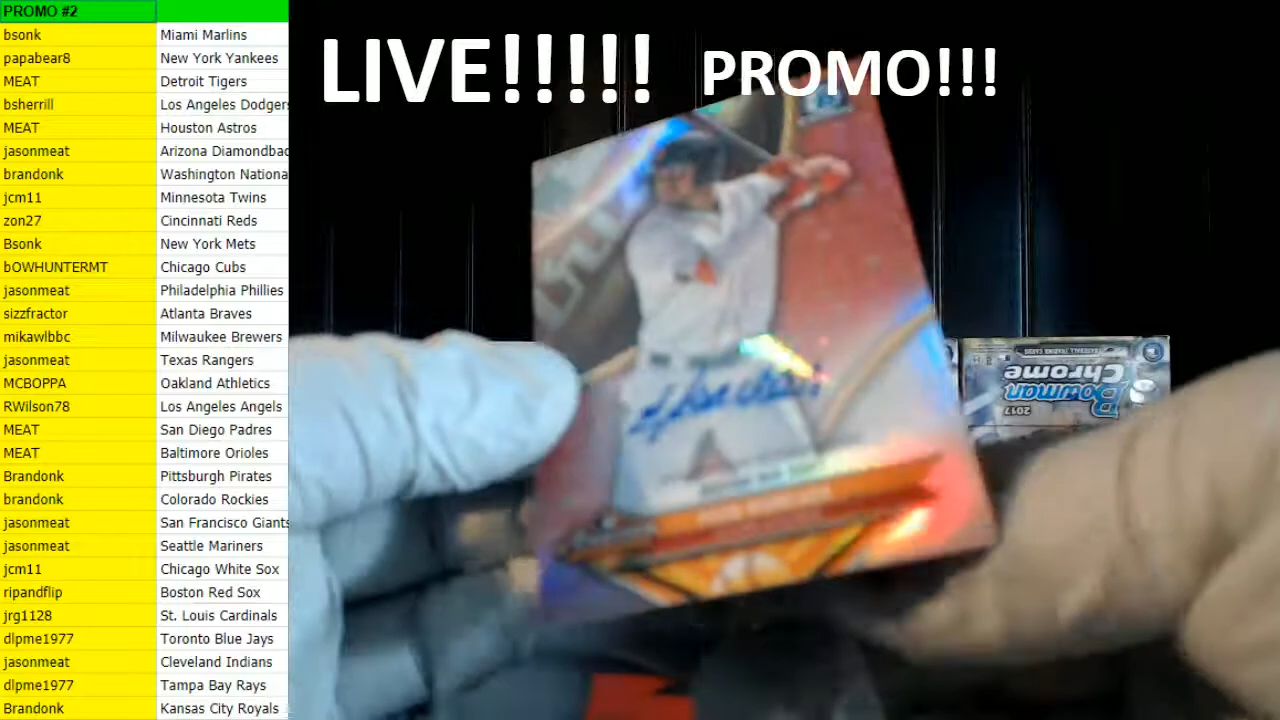 PROMO #2
bsonk Miami Marlins
papabear8 New York Yankees
MEAT Detroit Tigers
bsherrill Los Angeles Dodgers
MEAT Houston Astros
jasonmeat Arizona Diamondbac
brandonk Washington Nationa
jcm11 Minnesota Twins
zon27 Cincinnati Reds
Bsonk New York Mets
bOWHUNTERMT Chicago Cubs
jasonmeat Philadelphia Phillies
sizzfractor Atlanta Braves
mikawlbbc Milwaukee Brewers
jasonmeat Texas Rangers
MCBOPPA Oakland Athletics
RWilson78 Los Angeles Angels
MEAT San Diego Padres
MEAT Baltimore Orioles
Brandonk Pittsburgh Pirates
brandonk Colorado Rockies
jasonmeat San Francisco Giants
jasonmeat Seattle Mariners
jcm11 Chicago White Sox
ripandflip Boston Red Sox
jrg1128 St. Louis Cardinals
dlpme1977 Toronto Blue Jays
jasonmeat Cleveland Indians
dlpme1977 Tampa Bay Rays
Brandonk Kansas City Royals
LIVE!!!!! PROMO!!!
BASEBALL TRADING CARDS
Bowman
Chrome
2017